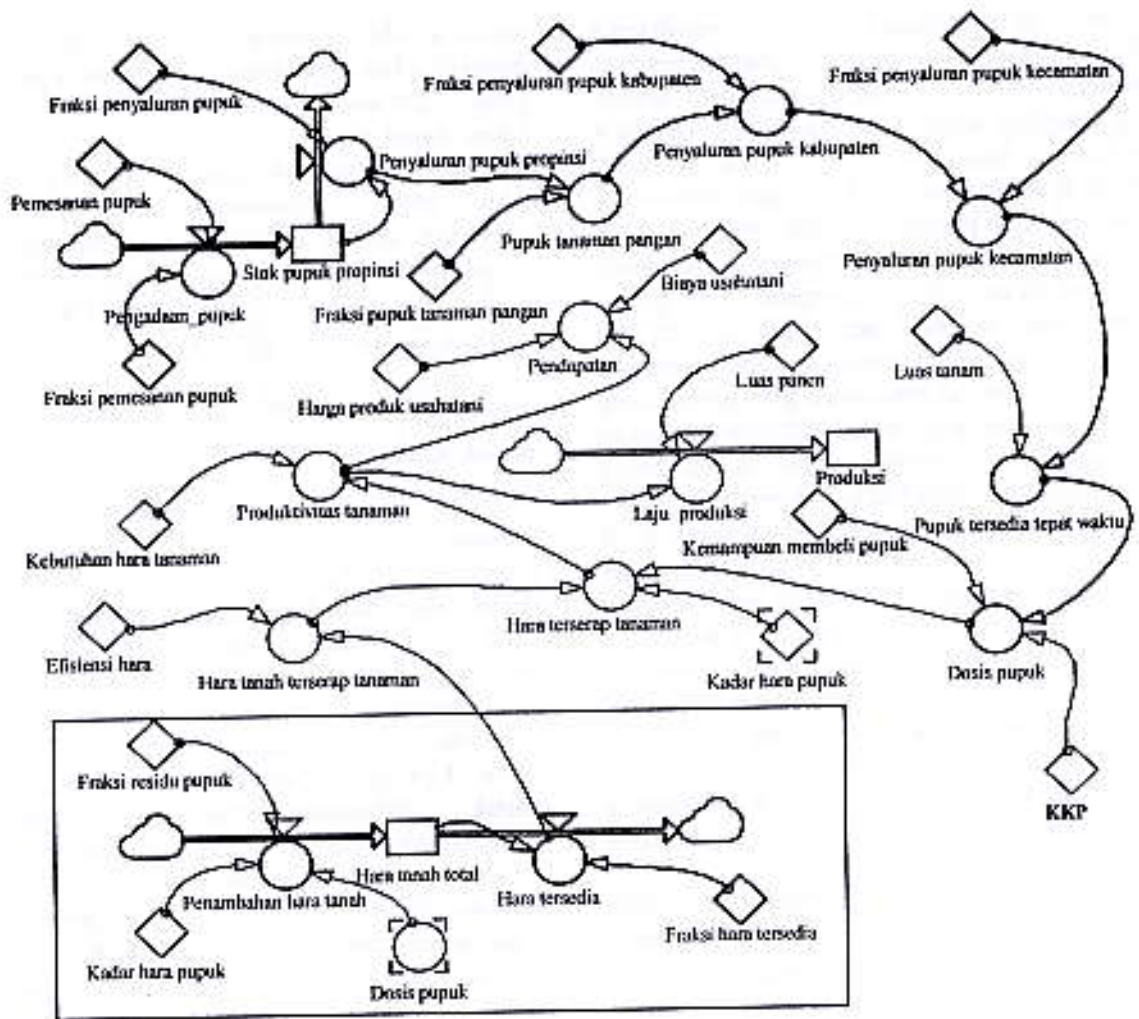 Fraksi penyaluran pupuk kabupaten
Fraksi penyaluran pupuk kecamatan
Fraksi penyaluran pupuk
Penyaluran pupuk propinsi
Penyaluran pupuk kabupaten
Pemesanan pupuk
Pupuk tanaman pangan
Penyaluran pupuk kecamatan
Stok pupuk propinsi
Biaya usahatani
Pengadaan_pupuk
Fraksi pupuk tanaman pangan
Pendapatan
Luas panen
Luas tanam
Fraksi pemesanan pupuk
Harga produk usahatani
Produksi
Produktivitas tanaman
Laju produksi
Pupuk tersedia tepat waktu
Kebutuhan hara tanaman
Kemampuan membeli pupuk
Hara terserap tanaman
Efisiensi hara
Hara tanah terserap tanaman
Kadar hara pupuk
Dosis pupuk
Fraksi residu pupuk
KKP
Hara tanah total
Penambahan hara tanah
Hara tersedia
Fraksi hara tersedia
Kadar hara pupuk
Dosis pupuk